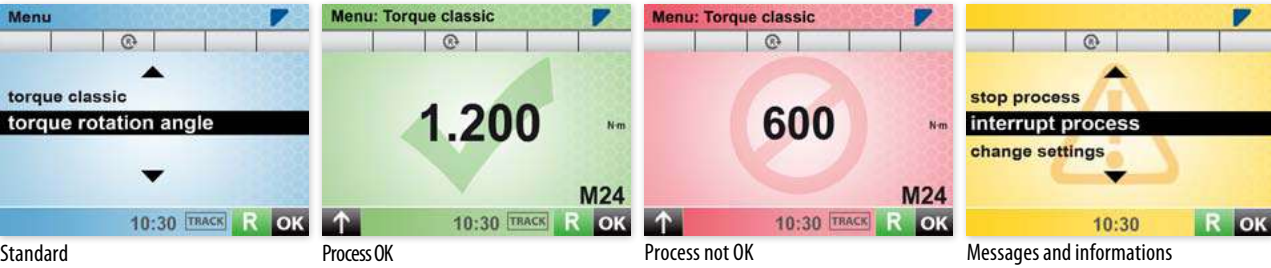 Menu
R
torque classic
torque rotation angle
10:30 TRACK R OK
Standard
Menu: Torque classic
R
1.200 N·m
M24
10:30 TRACK R OK
Process OK
Menu: Torque classic
R
600 N·m
M24
10:30 TRACK R OK
Process not OK
R
stop process
interrupt process
change settings
10:30 R OK
Messages and informations